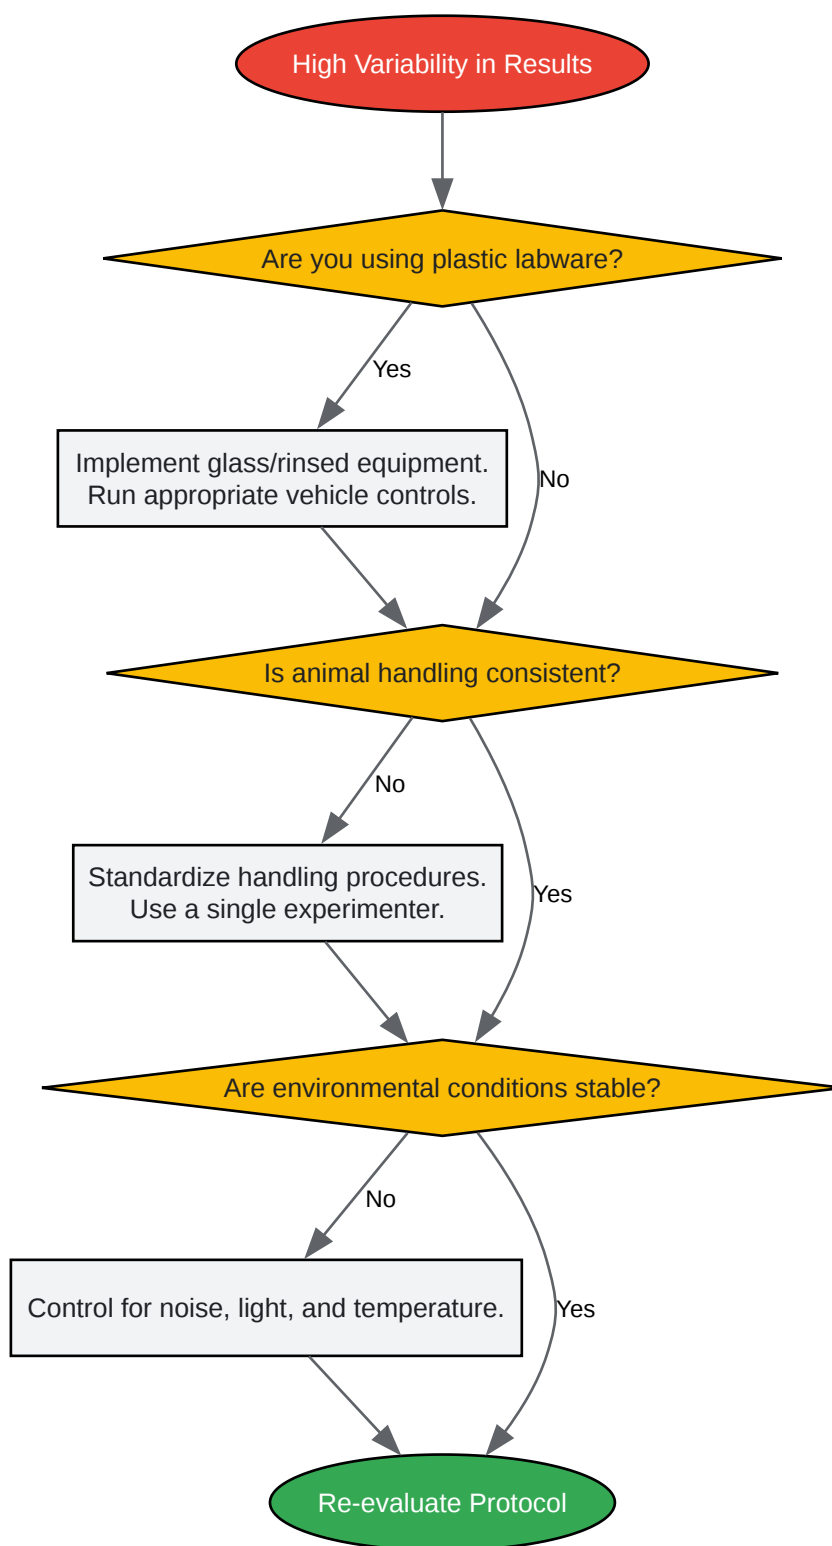 High Variability in Results
Are you using plastic labware?
Yes
Implement glass/rinsed equipment.
Run appropriate vehicle controls.
No
Is animal handling consistent?
No
Standardize handling procedures.
Use a single experimenter.
Yes
Are environmental conditions stable?
No
Control for noise, light, and temperature.
Yes
Re-evaluate Protocol